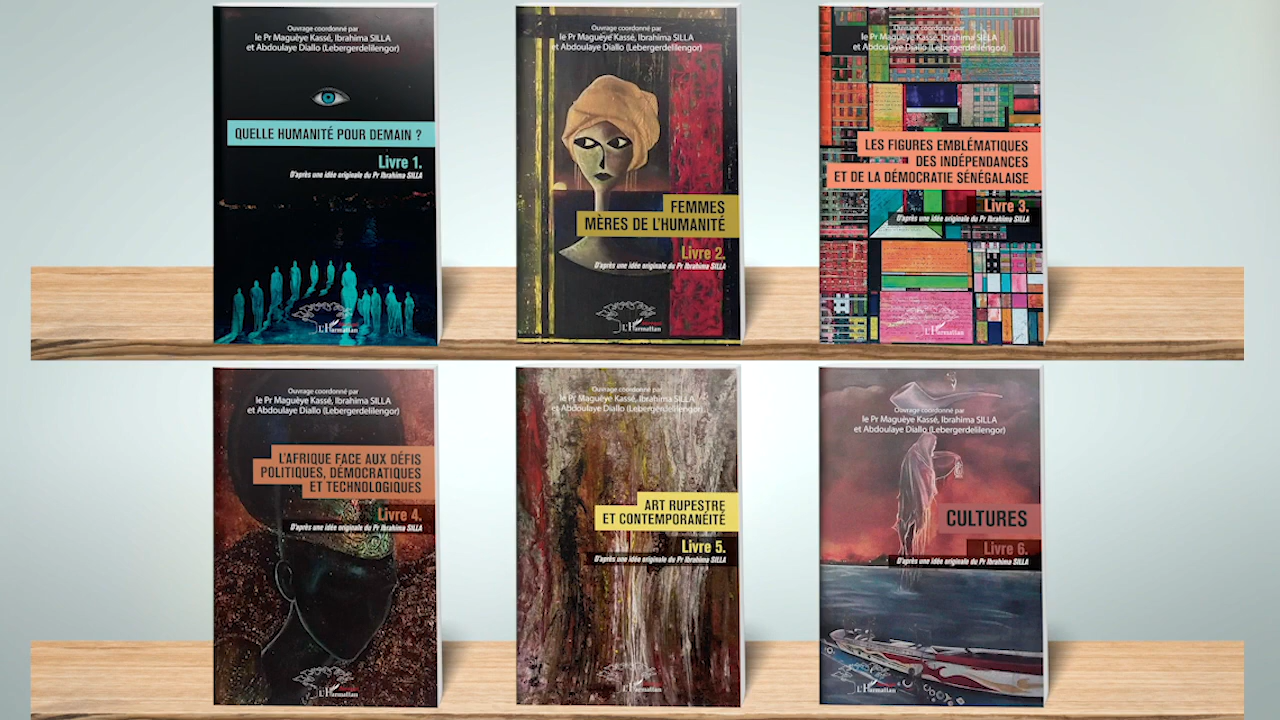 Ouvrage coordonné par
le Pr Maguèye Kassé, Ibrahima SILLA
et Abdoulaye Diallo (Lebergerdelilengor)
QUELLE HUMANITÉ POUR DEMAIN ?
Livre 1.
D'après une idée originale du Pr Ibrahima SILLA
L'Harmattan
Ouvrage coordonné par
le Pr Maguèye Kassé, Ibrahima SILLA
et Abdoulaye Diallo (Lebergerdelilengor)
FEMMES
MÈRES DE L'HUMANITÉ
Livre 2.
D'après une idée originale du Pr Ibrahima SILLA
L'Harmattan
Ouvrage coordonné par
le Pr Maguèye Kassé, Ibrahima SILLA
et Abdoulaye Diallo (Lebergerdelilengor)
LES FIGURES EMBLÉMATIQUES
DES INDÉPENDANCES
ET DE LA DÉMOCRATIE SÉNÉGALAISE
Livre 3.
D'après une idée originale du Pr Ibrahima SILLA
L'Harmattan
Ouvrage coordonné par
le Pr Maguèye Kassé, Ibrahima SILLA
et Abdoulaye Diallo (Lebergerdelilengor)
L'AFRIQUE FACE AUX DÉFIS
POLITIQUES, DÉMOCRATIQUES
ET TECHNOLOGIQUES
Livre 4.
D'après une idée originale du Pr Ibrahima SILLA
L'Harmattan
Ouvrage coordonné par
le Pr Maguèye Kassé, Ibrahima SILLA
et Abdoulaye Diallo (Lebergerdelilengor)
ART RUPESTRE
ET CONTEMPORANÉITÉ
Livre 5.
D'après une idée originale du Pr Ibrahima SILLA
L'Harmattan
Ouvrage coordonné par
le Pr Maguèye Kassé, Ibrahima SILLA
et Abdoulaye Diallo (Lebergerdelilengor)
CULTURES
Livre 6.
D'après une idée originale du Pr Ibrahima SILLA
L'Harmattan